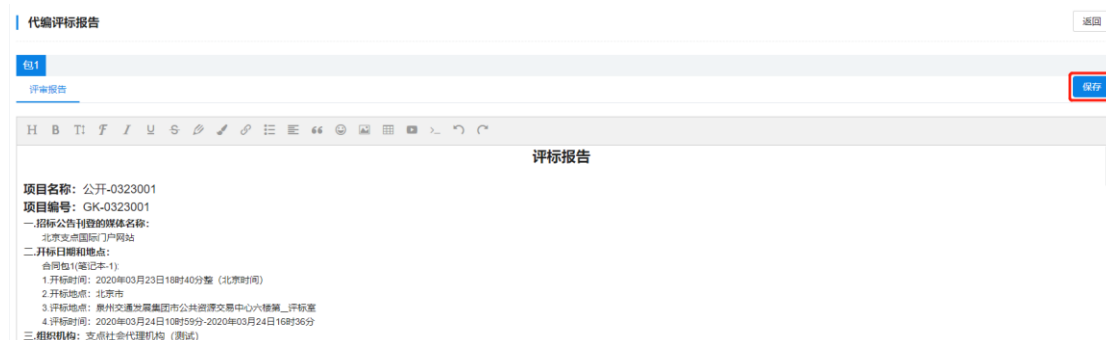 代编评标报告
返回
包1
评审报告
保存
评标报告
项目名称：公开-0323001
项目编号：GK-0323001
一.招标公告刊登的媒体名称：
北京支点国际门户网站
二.开标日期和地点：
合同包1(笔记本-1):
1.开标时间：2020年03月23日18时40分整（北京时间）
2.开标地点：北京市
3.评标地点：泉州交通发展集团市公共资源交易中心六楼第_评标室
4.评标时间：2020年03月24日10时59分-2020年03月24日16时36分
三.组织机构：支点社会代理机构（测试）